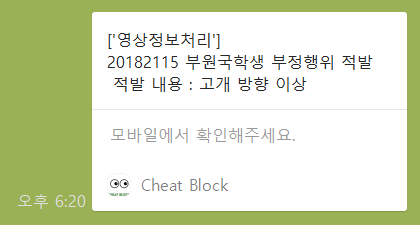 ['영상정보처리']
20182115 부원국학생 부정행위 적발
적발 내용 : 고개 방향 이상
모바일에서 확인해주세요.
Cheat Block
오후 6:20